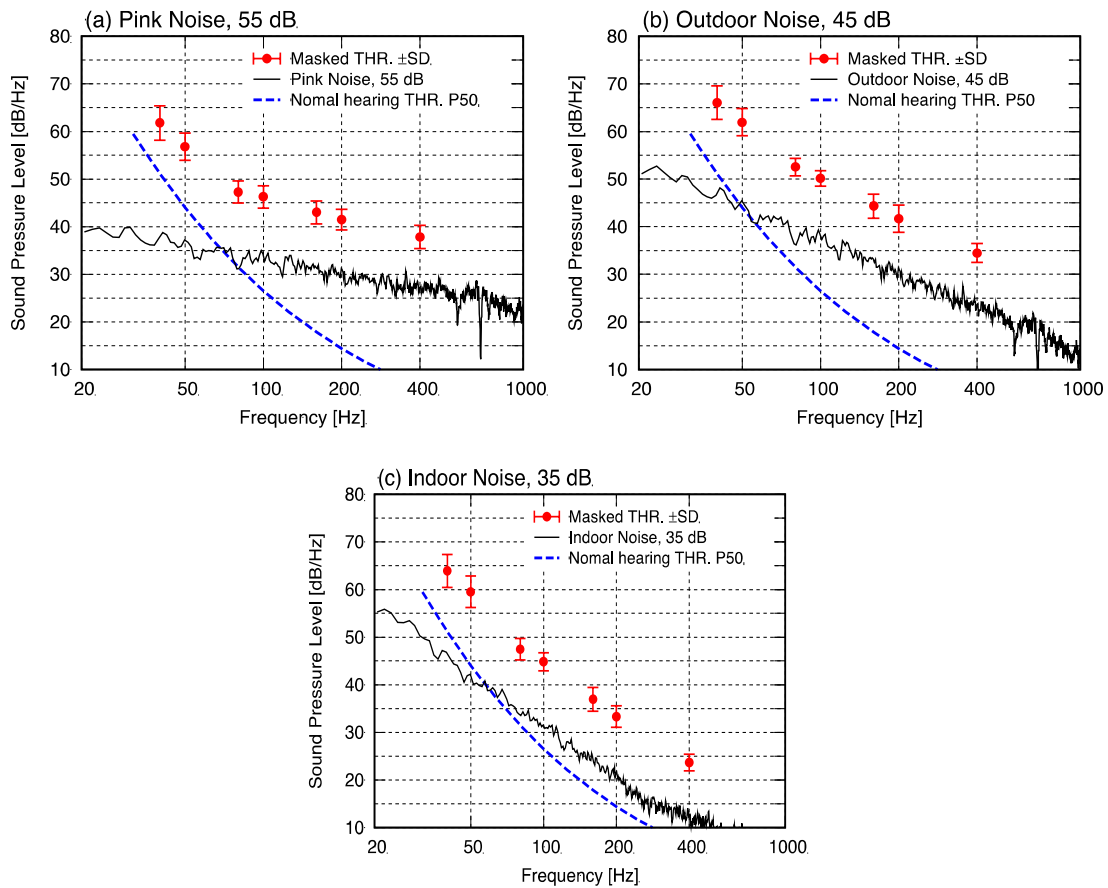 (a) Pink Noise, 55 dB
80
70
60
50
40
30
20
10
Sound Pressure Level [dB/Hz]
Masked THR. ±SD
Pink Noise, 55 dB
Nomal hearing THR. P50
20
50
100
200
400
1000
Frequency [Hz]
(b) Outdoor Noise, 45 dB
80
70
60
50
40
30
20
10
Sound Pressure Level [dB/Hz]
Masked THR. ±SD
Outdoor Noise, 45 dB
Nomal hearing THR. P50
20
50
100
200
400
1000
Frequency [Hz]
(c) Indoor Noise, 35 dB
80
70
60
50
40
30
20
10
Sound Pressure Level [dB/Hz]
Masked THR. ±SD
Indoor Noise, 35 dB
Nomal hearing THR. P50
20
50
100
200
400
1000
Frequency [Hz]